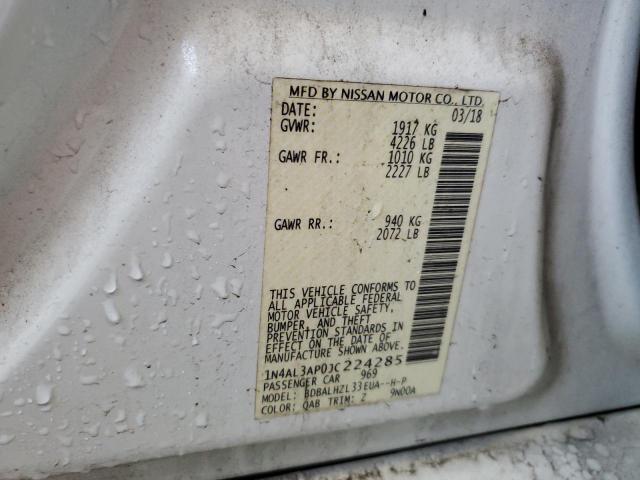 MFD BY NISSAN MOTOR CO., LTD.
DATE: 03/18
GVWR: 1917 KG
4226 LB
GAWR FR.: 1010 KG
2227 LB
GAWR RR.: 940 KG
2072 LB
THIS VEHICLE CONFORMS TO
ALL APPLICABLE FEDERAL
MOTOR VEHICLE SAFETY,
BUMPER, AND THEFT
PREVENTION STANDARDS IN
EFFECT ON THE DATE OF
MANUFACTURE SHOWN ABOVE.
1N4AL3AP0JC224285
PASSENGER CAR 969
MODEL: BDBALHZL33EUA--H-P
COLOR: QAB TRIM: Z 9N00A